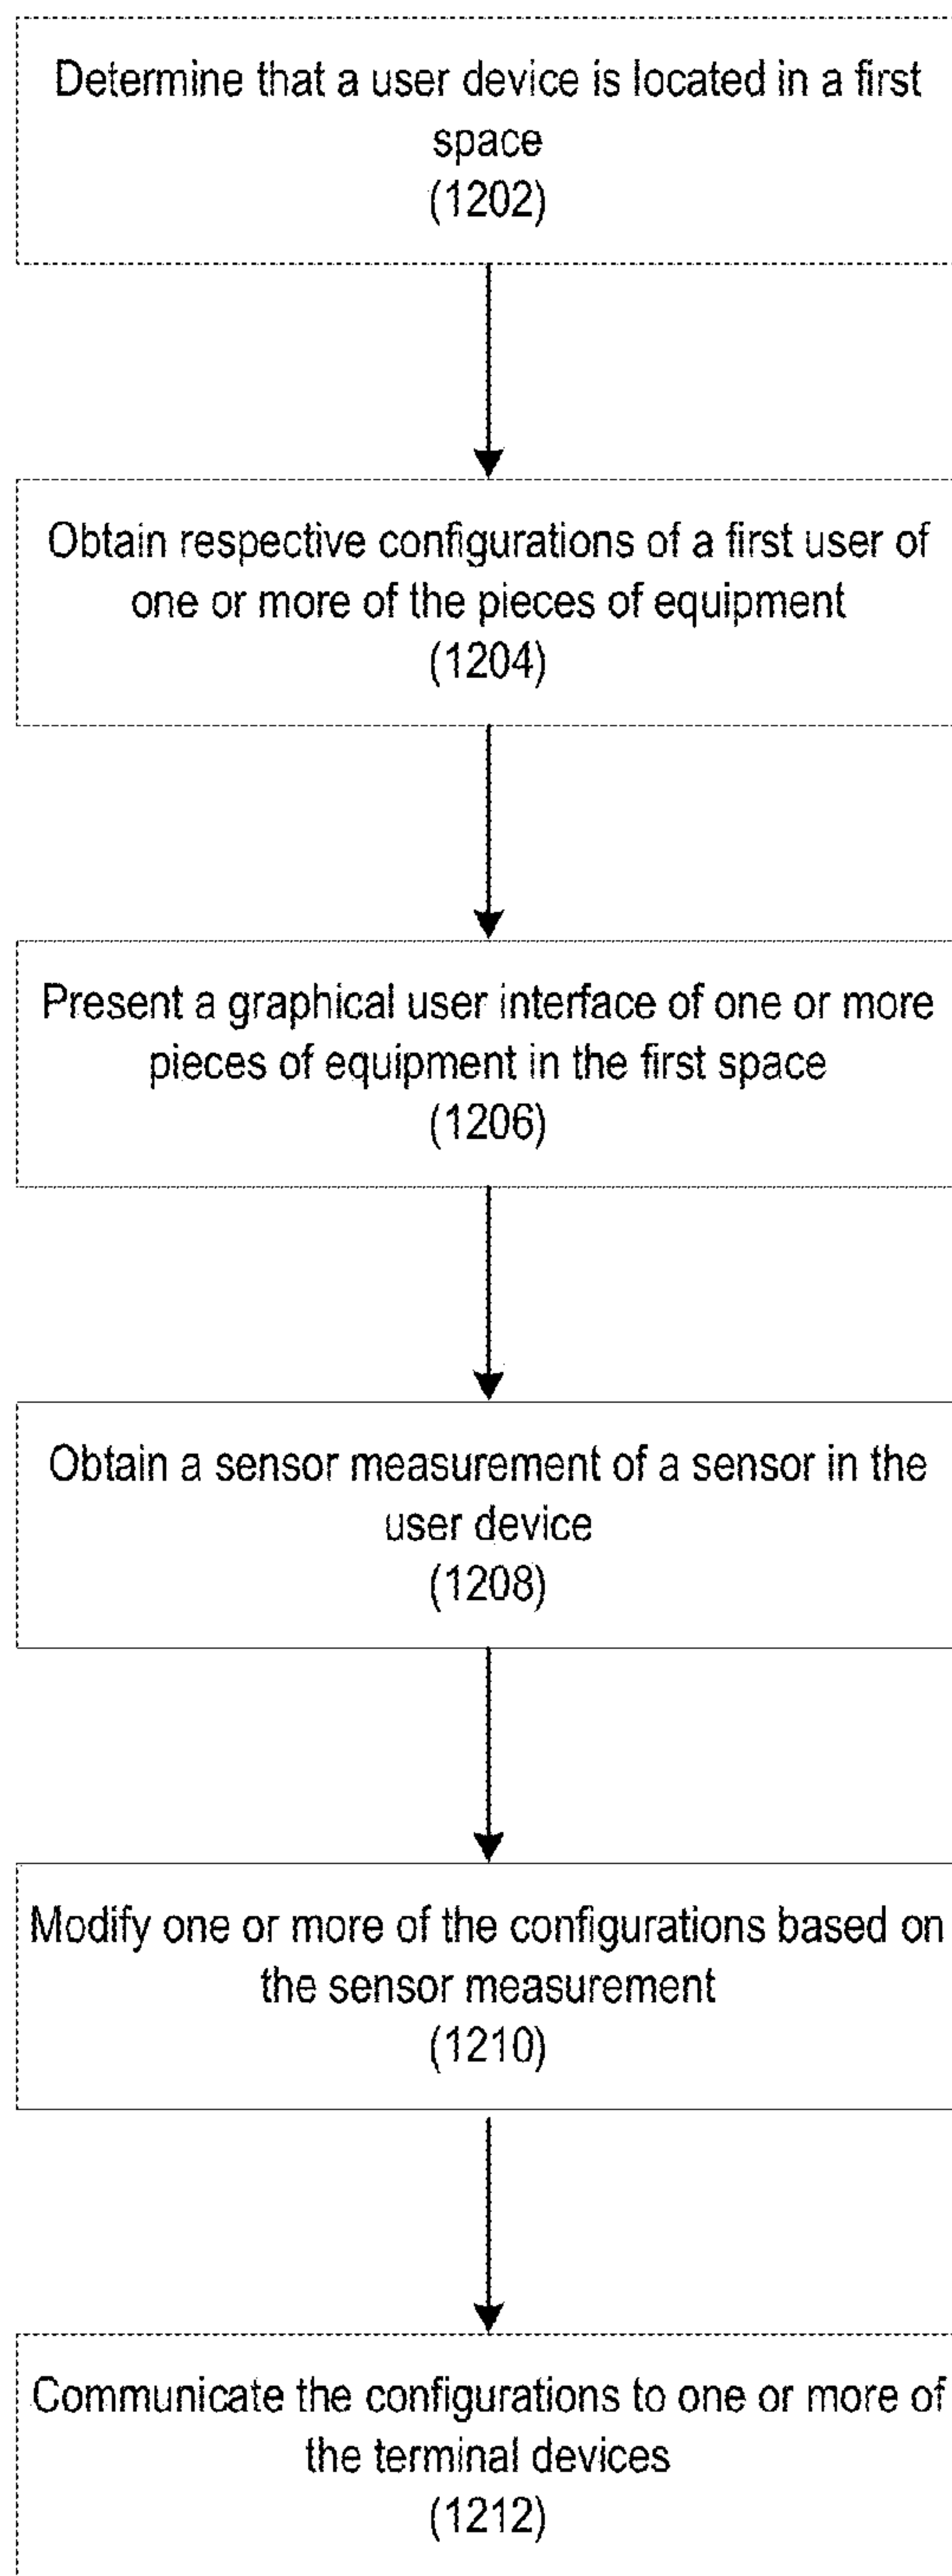 Determine that a user device is located in a first
space
(1202)
Obtain respective configurations of a first user of
one or more of the pieces of equipment
(1204)
Present a graphical user interface of one or more
pieces of equipment in the first space
(1206)
Obtain a sensor measurement of a sensor in the
user device
(1208)
Modify one or more of the configurations based on
the sensor measurement
(1210)
Communicate the configurations to one or more of
the terminal devices
(1212)